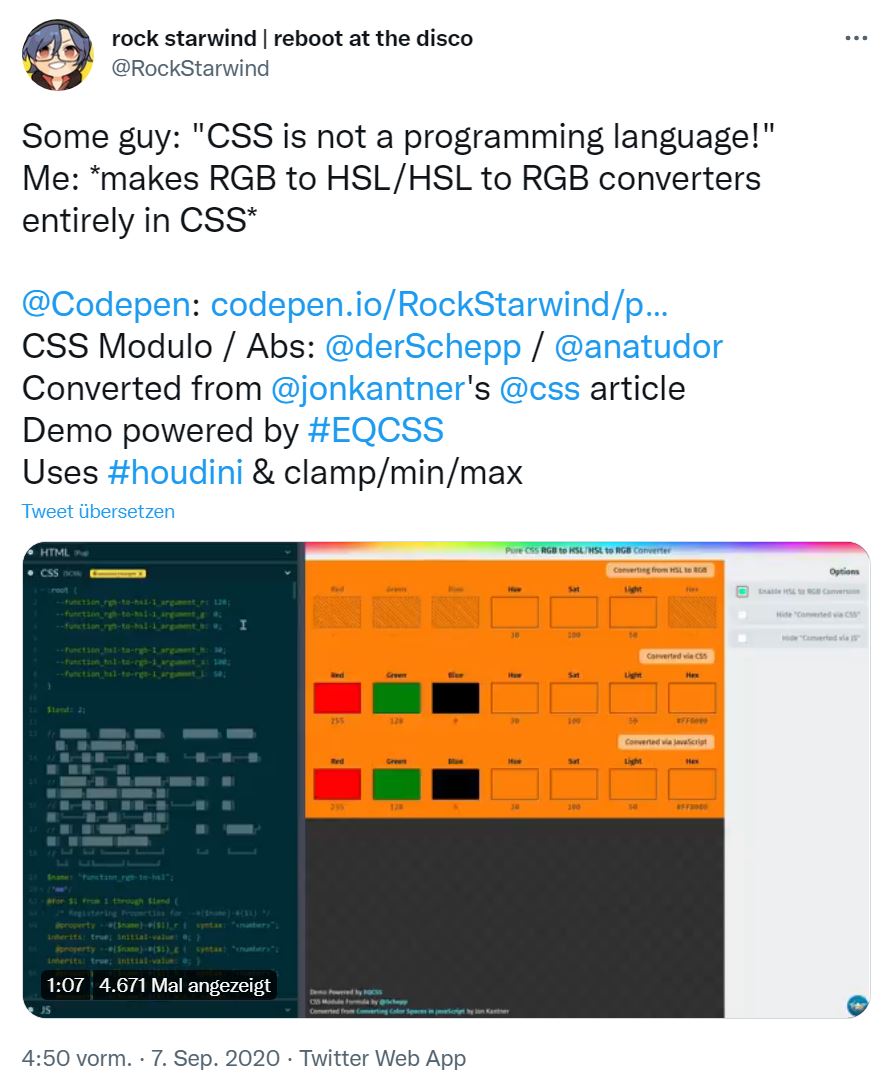 rock starwind | reboot at the disco
@RockStarwind
Some guy: "CSS is not a programming language!"
Me: *makes RGB to HSL/HSL to RGB converters
entirely in CSS*
@Codepen: codepen.io/RockStarwind/p…
CSS Modulo / Abs: @derSchepp / @anatudor
Converted from @jonkantner's @css article
Demo powered by #EQCSS
Uses #houdini & clamp/min/max
Tweet übersetzen
HTML (Pug)
CSS (SCSS)
:root {
--function_rgb-to-hsl-1_argument_r: 128;
--function_rgb-to-hsl-1_argument_g: 0;
--function_rgb-to-hsl-1_argument_b: 0;
--function_hsl-to-rgb-1_argument_h: 30;
--function_hsl-to-rgb-1_argument_s: 100;
--function_hsl-to-rgb-1_argument_l: 50;
}
$lend: 2;
$name: "function_rgb-to-hsl";
@for $i from 1 through $lend {
/* Registering Properties for --#{$name}-#{$i} */
@property --#{$name}-#{$i}_r { syntax: "<number>";
inherits: true; initial-value: 0; }
@property --#{$name}-#{$i}_g { syntax: "<number>";
inherits: true; initial-value: 0; }
JS
1:07 4.671 Mal angezeigt
Pure CSS RGB to HSL/HSL to RGB Converter
Converting from HSL to RGB
Red Green Blue Hue Sat Light Hex
30 100 50
Converted via CSS
Red Green Blue Hue Sat Light Hex
255 128 0 30 100 50 #FF8000
Converted via JavaScript
Red Green Blue Hue Sat Light Hex
255 128 0 30 100 50 #FF8000
Demo Powered by EQCSS
CSS Modulo Formula by @Schepp
Converted from Converting Color Spaces in JavaScript by Jon Kantner
Options
Enable HSL to RGB Conversion
Hide "Converted via CSS"
Hide "Converted via JS"
4:50 vorm. · 7. Sep. 2020 · Twitter Web App